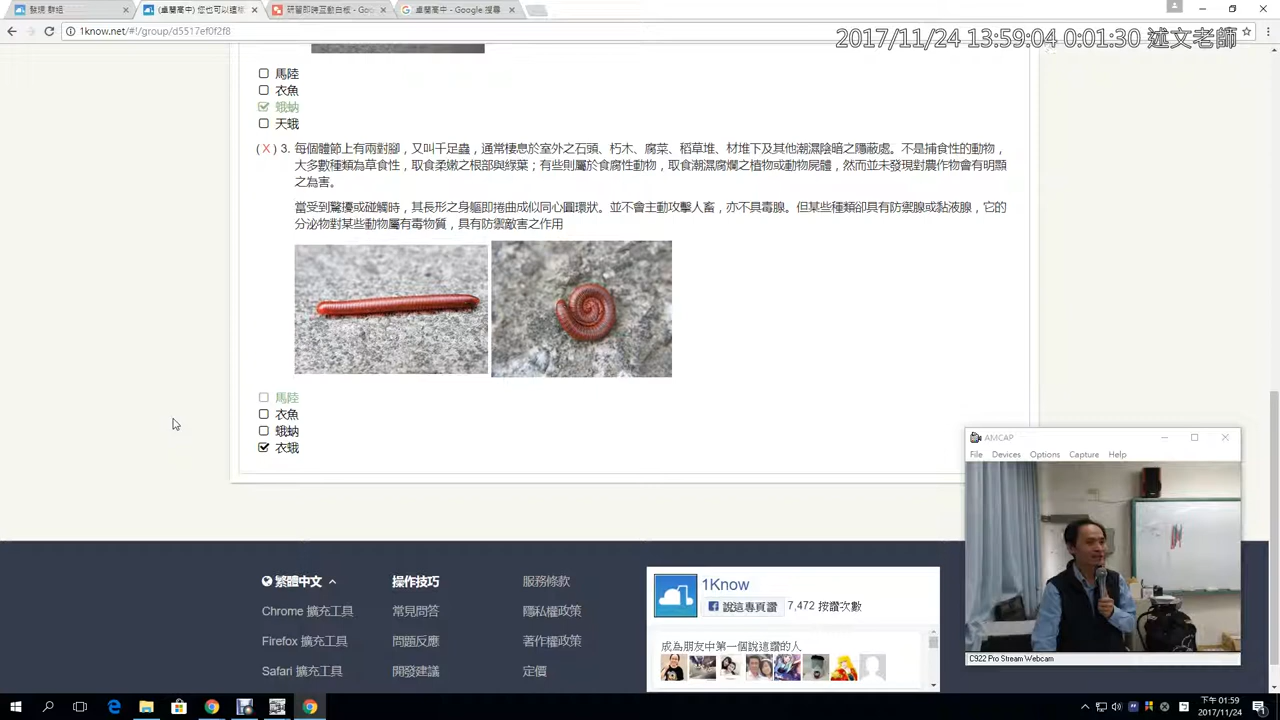 2017/11/24 13:59:04 0:01:30 述文老師
1know.net/#!/group/d5517ef0f2f8
卓蘭高中 - Google 搜尋
馬陸
衣魚
蛾蚋
天蛾
( X ) 3. 每個體節上有兩對腳，又叫千足蟲，通常棲息於室外之石頭、朽木、腐菜、稻草堆、材堆下及其他潮濕陰暗之隱蔽處。不是捕食性的動物，
大多數種類為草食性，取食柔嫩之根部與綠葉；有些則屬於食腐性動物，取食潮濕腐爛之植物或動物屍體，然而並未發現對農作物會有明顯
之為害。
當受到驚擾或碰觸時，其長形之身軀即捲曲成似同心圓環狀。並不會主動攻擊人畜，亦不具毒腺。但某些種類卻具有防禦腺或黏液腺，它的
分泌物對某些動物屬有毒物質，具有防禦敵害之作用
馬陸
衣魚
蛾蚋
衣蛾
AMCAP
File Devices Options Capture Help
C922 Pro Stream Webcam
繁體中文
Chrome 擴充工具
Firefox 擴充工具
Safari 擴充工具
操作技巧
常見問答
問題反應
開發建議
服務條款
隱私權政策
著作權政策
定價
1Know
說這專頁讚 7,472 按讚次數
成為朋友中第一個說這讚的人
下午 01:59
2017/11/24